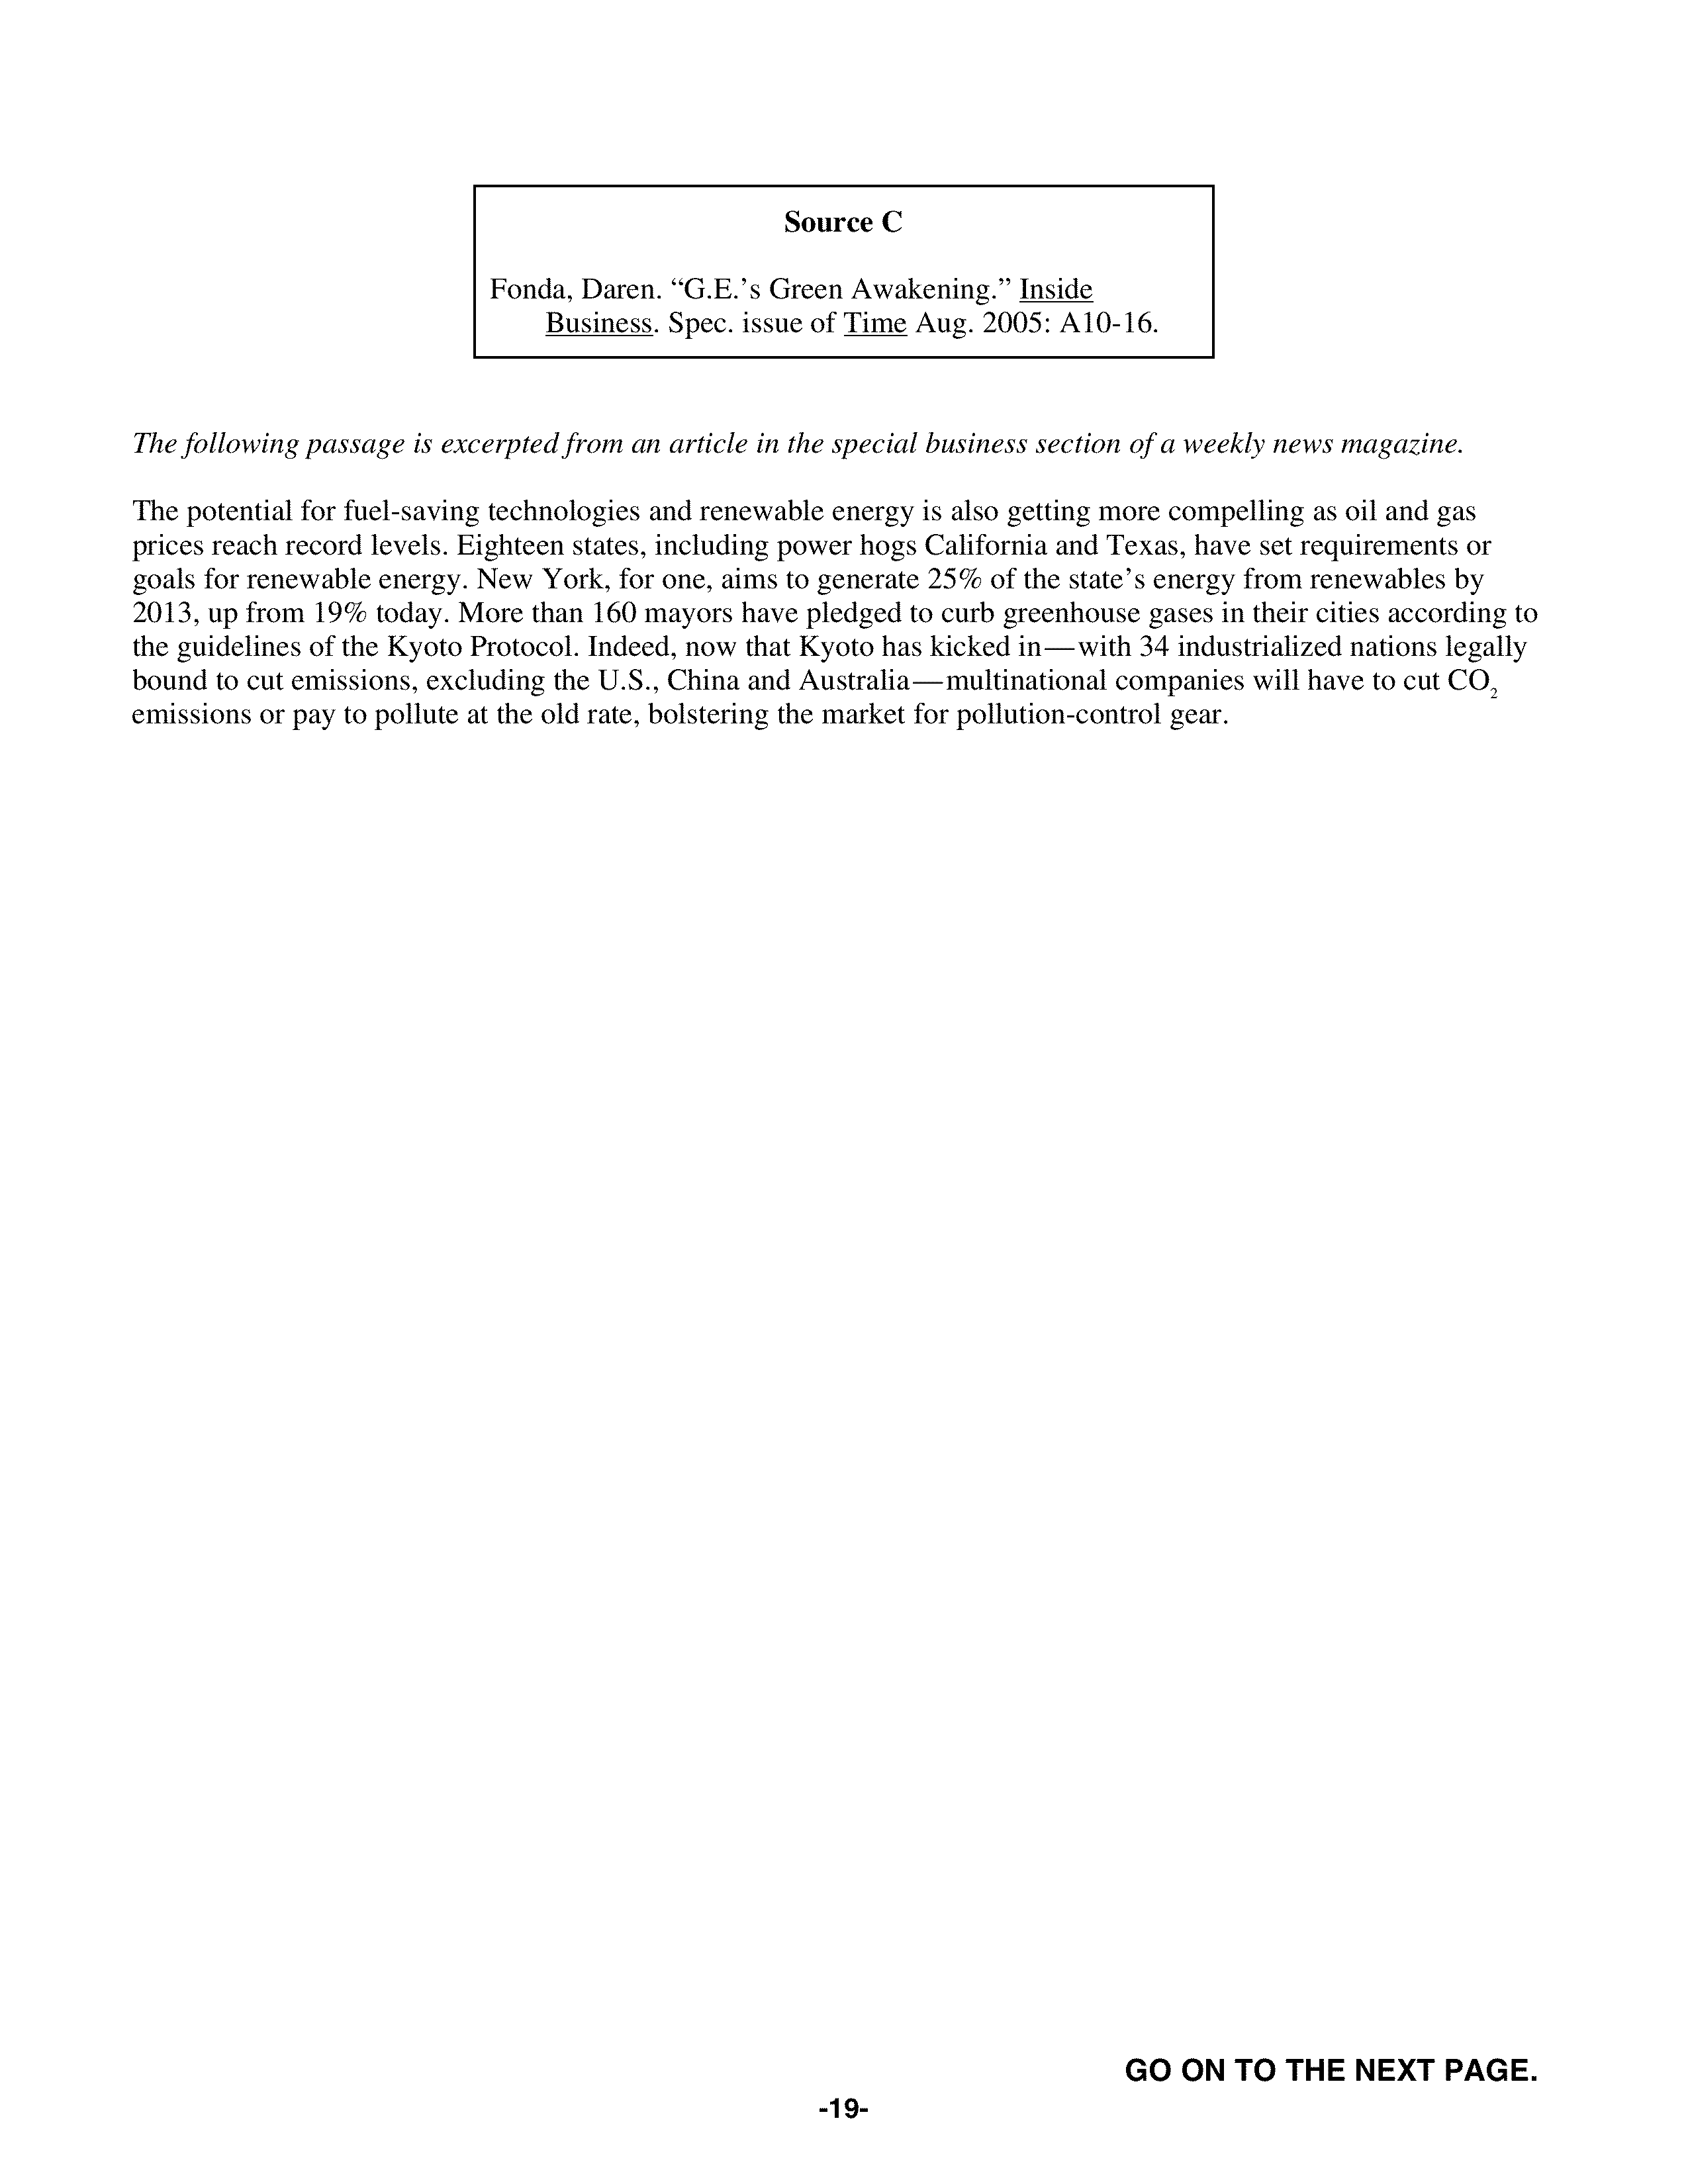 Source C
Fonda, Daren. “G.E.’s Green Awakening.” Inside
Business. Spec. issue of Time Aug. 2005: A10-16.
The following passage is excerpted from an article in the special business section of a weekly news magazine.
The potential for fuel-saving technologies and renewable energy is also getting more compelling as oil and gas
prices reach record levels. Eighteen states, including power hogs California and Texas, have set requirements or
goals for renewable energy. New York, for one, aims to generate 25% of the state’s energy from renewables by
2013, up from 19% today. More than 160 mayors have pledged to curb greenhouse gases in their cities according to
the guidelines of the Kyoto Protocol. Indeed, now that Kyoto has kicked in—with 34 industrialized nations legally
bound to cut emissions, excluding the U.S., China and Australia—multinational companies will have to cut CO₂
emissions or pay to pollute at the old rate, bolstering the market for pollution-control gear.
GO ON TO THE NEXT PAGE.
-19-